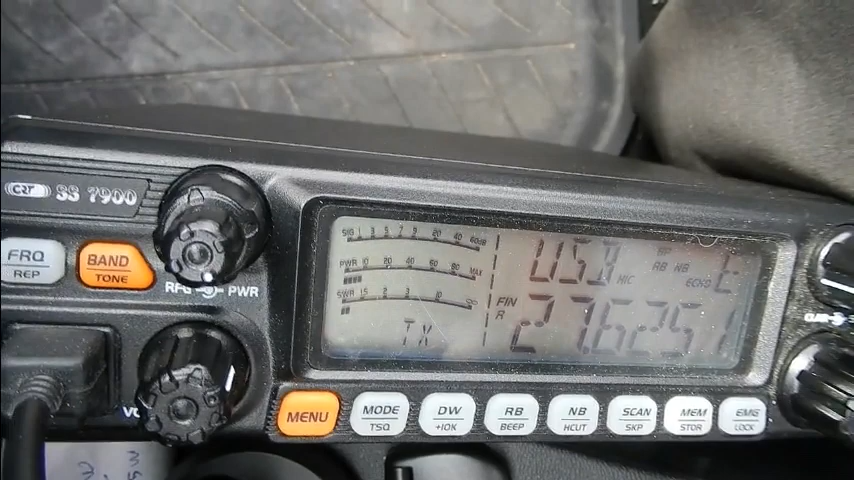 CRT SS 7900
FRQ
REP
BAND
TONE
RFG PWR
SIG 1 3 5 7 9 20 40 60dB
PWR 10 20 40 60 80 MAX
SWR 1.5 2 3 10 ∞
TX
USB
MIC
RB NB
ECHO
E
FIN
R
27.6251
MENU
MODE
TSQ
DW
+10K
RB
BEEP
NB
HCUT
SCAN
SKP
MEM
STOR
EMG
LOCK